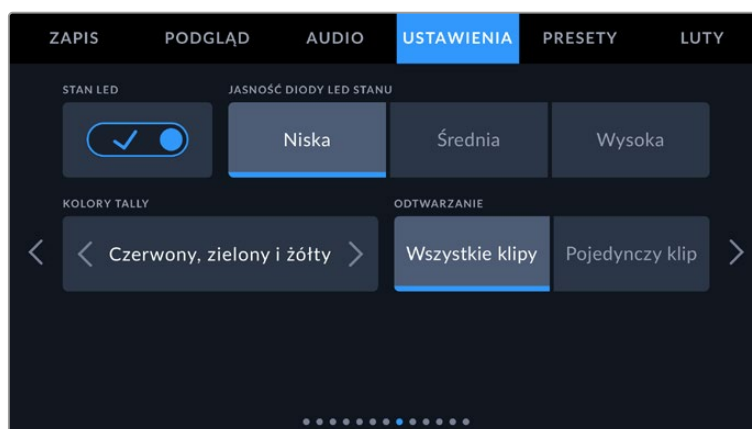 ZAPIS PODGLĄD AUDIO USTAWIENIA PRESETY LUTY
STAN LED JASNOŚĆ DIODY LED STANU
Niska Średnia Wysoka
KOLORY TALLY ODTWARZANIE
Czerwony, zielony i żółty Wszystkie klipy Pojedynczy klip